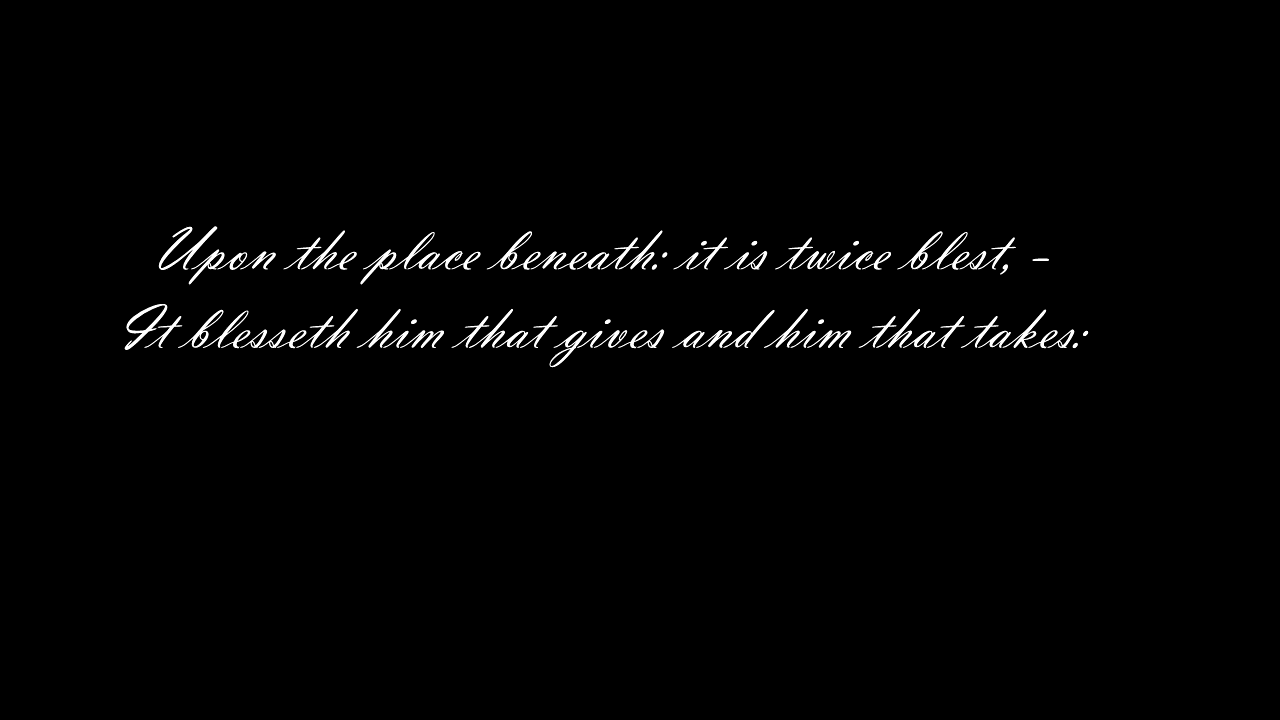 Upon the place beneath: it is twice blest, -
It blesseth him that gives and him that takes: